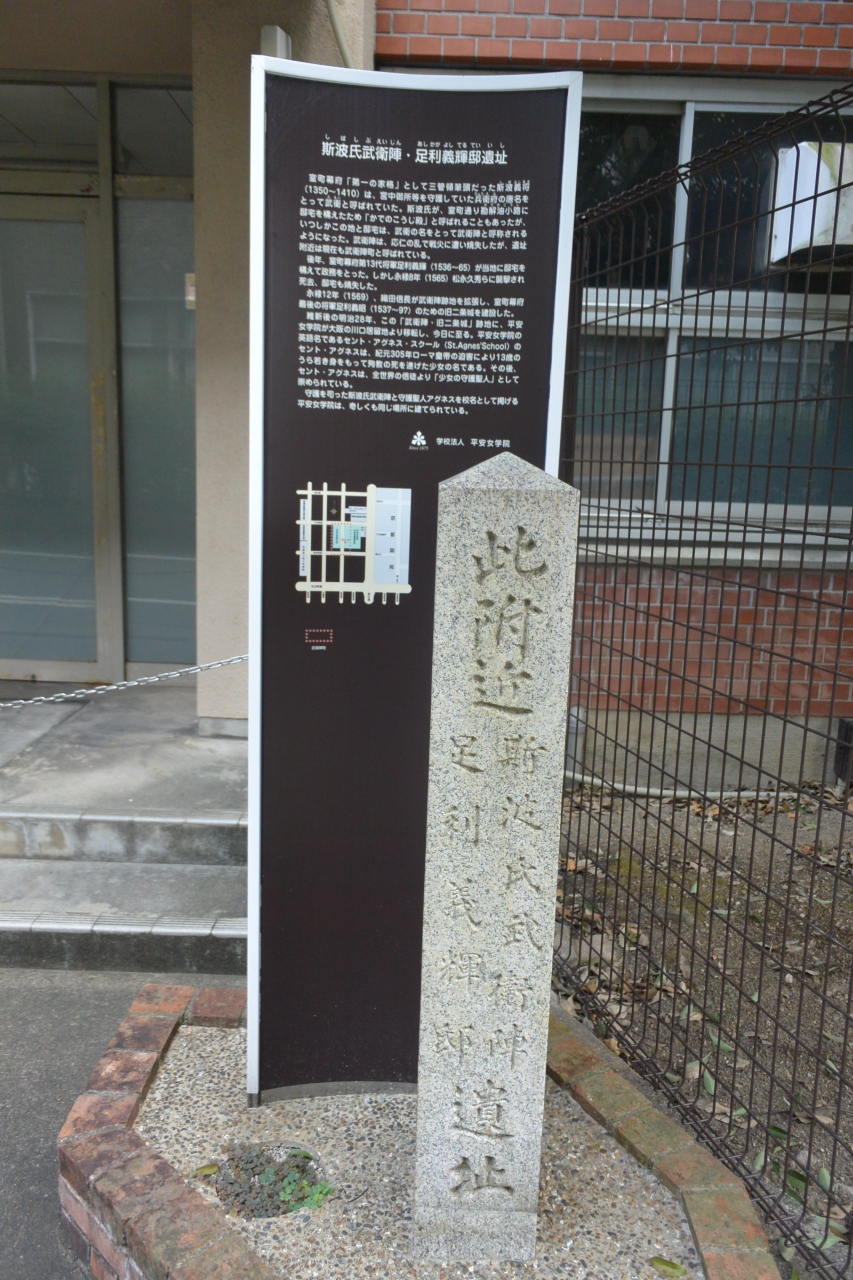 しばしぶえいじん あしかがよしてるていいし
斯波氏武衛陣・足利義輝邸遺址
室町幕府「第一の家格」として三管領筆頭だった斯波義将
(1350〜1410)は、宮中御所等を守護していた兵衛府の唐名を
とって武衛と呼ばれていた。斯波氏が、室町通り勘解油小路に
邸宅を構えたため「かでのこうじ殿」と呼ばれることもあったが、
いつしかこの地と邸宅は、武衛の名をとって武衛陣と呼称される
ようになった。武衛陣は、応仁の乱で戦火に遭い焼失したが、遺址
附近は現在も武衛陣町と呼ばれている。
後年、室町幕府第13代将軍足利義輝(1536〜65)が当地に邸宅を
構えて政務をとった。しかし永禄8年(1565)松永久秀らに襲撃され
死去、邸宅も焼失した。
永禄12年(1569)、織田信長が武衛陣跡地を拡張し、室町幕府
最後の将軍足利義昭(1537〜97)のための旧二条城を建設した。
維新後の明治28年、この「武衛陣・旧二条城」跡地に、平安
女学院が大阪の川口居留地より移転し、今日に至る。平安女学院の
英語名であるセント・アグネス・スクール(St.Agnes'School)の
セント・アグネスは、紀元305年ローマ皇帝の迫害により13歳の
うら若き身をもって殉教の死を遂げた少女の名である。その後、
セント・アグネスは、全世界の信徒より「少女の守護聖人」として
崇められている。
守護を司った斯波氏武衛陣と守護聖人アグネスを校名として掲げる
平安女学院は、奇しくも同じ場所に建てられている。
学校法人 平安女学院
Since 1875
京都御苑
此附近
斯波氏武衛陣
足利義輝邸
遺址